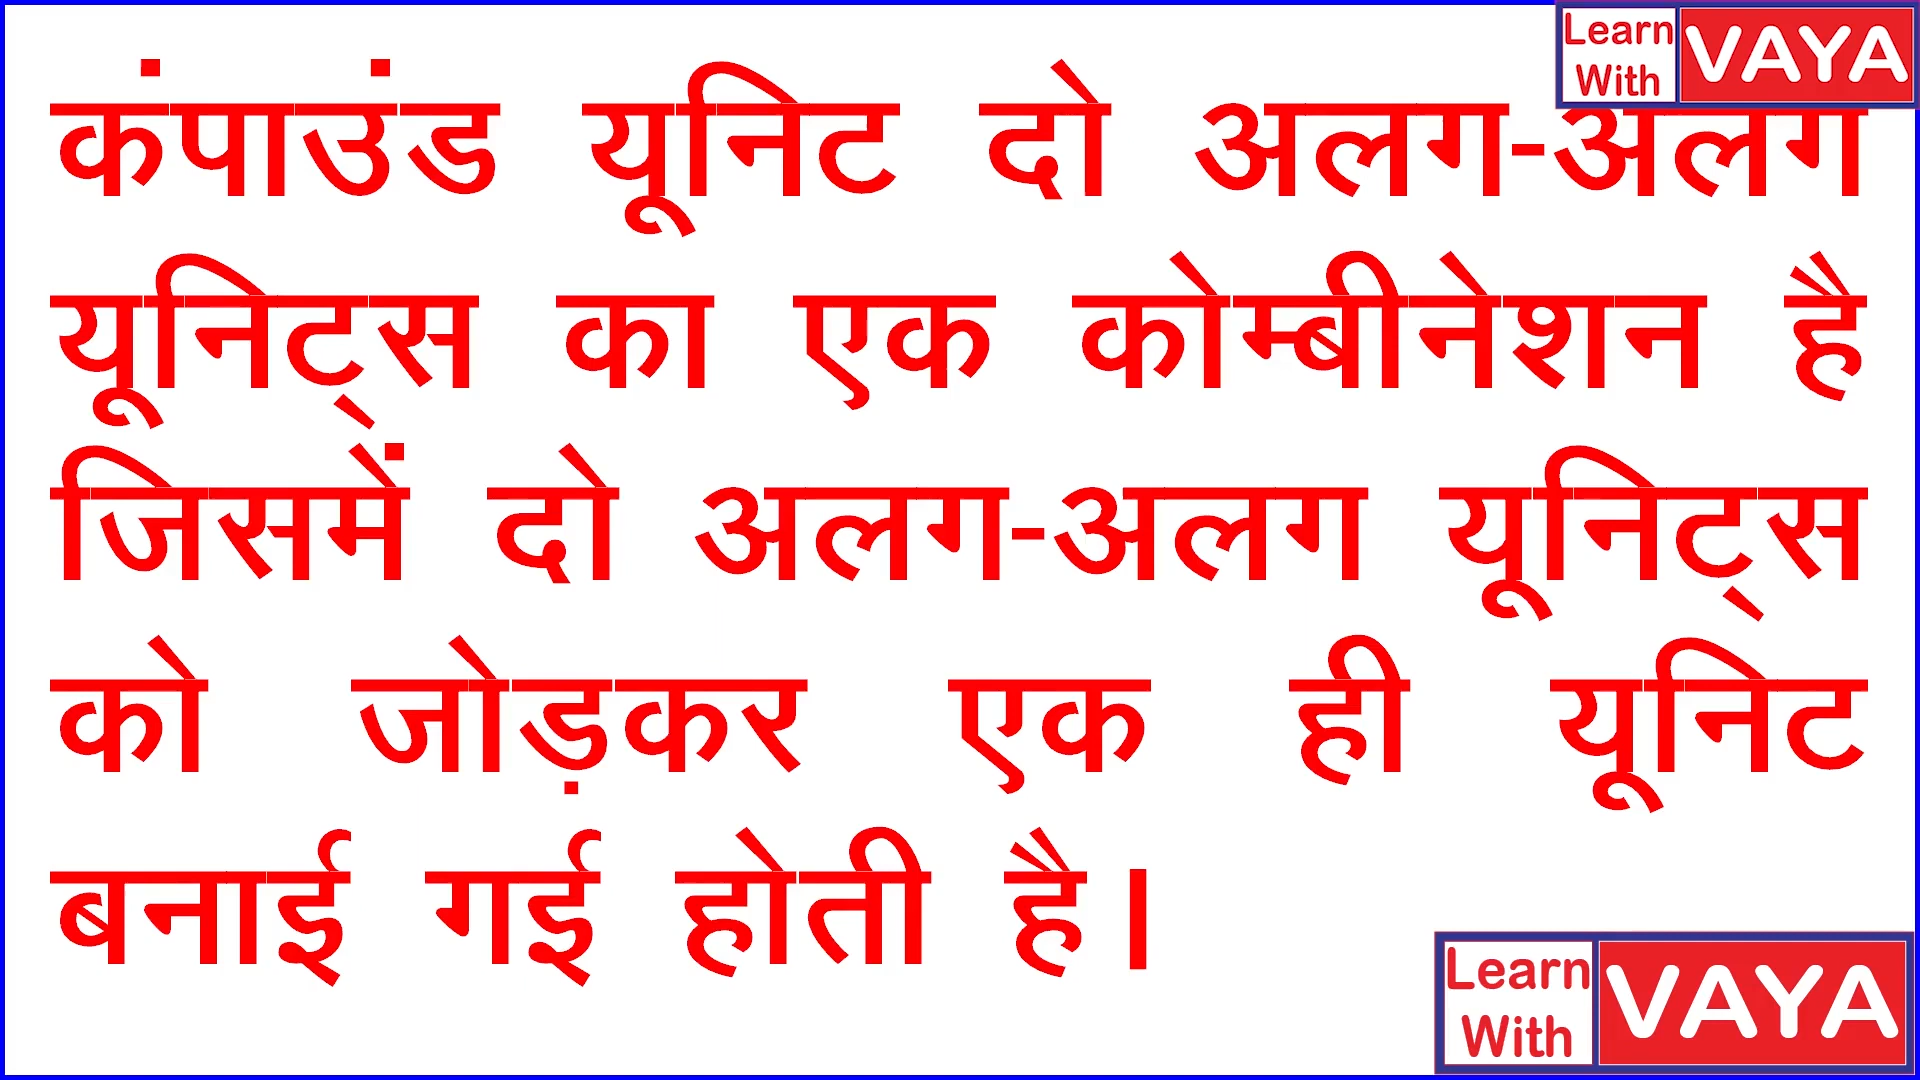 Learn
With
VAYA
कंपाउंड यूनिट दो अलग-अलग
यूनिट्स का एक कोम्बीनेशन है
जिसमें दो अलग-अलग यूनिट्स
को जोड़कर एक ही यूनिट
बनाई गई होती है।
Learn
With
VAYA